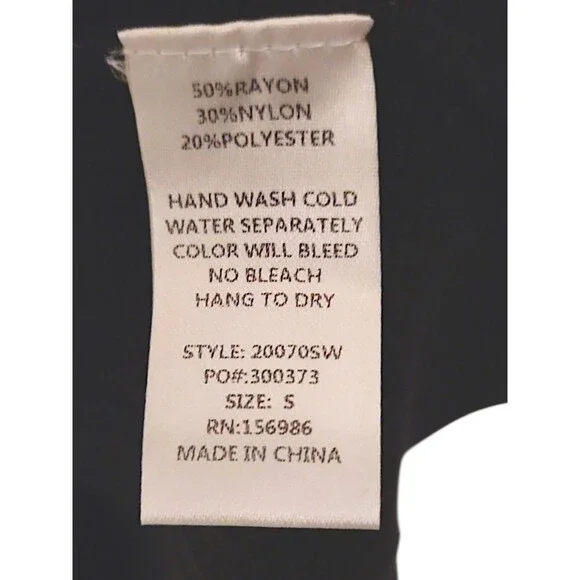 50%RAYON
30%NYLON
20%POLYESTER
HAND WASH COLD
WATER SEPARATELY
COLOR WILL BLEED
NO BLEACH
HANG TO DRY
STYLE: 20070SW
PO#:300373
SIZE: S
RN:156986
MADE IN CHINA